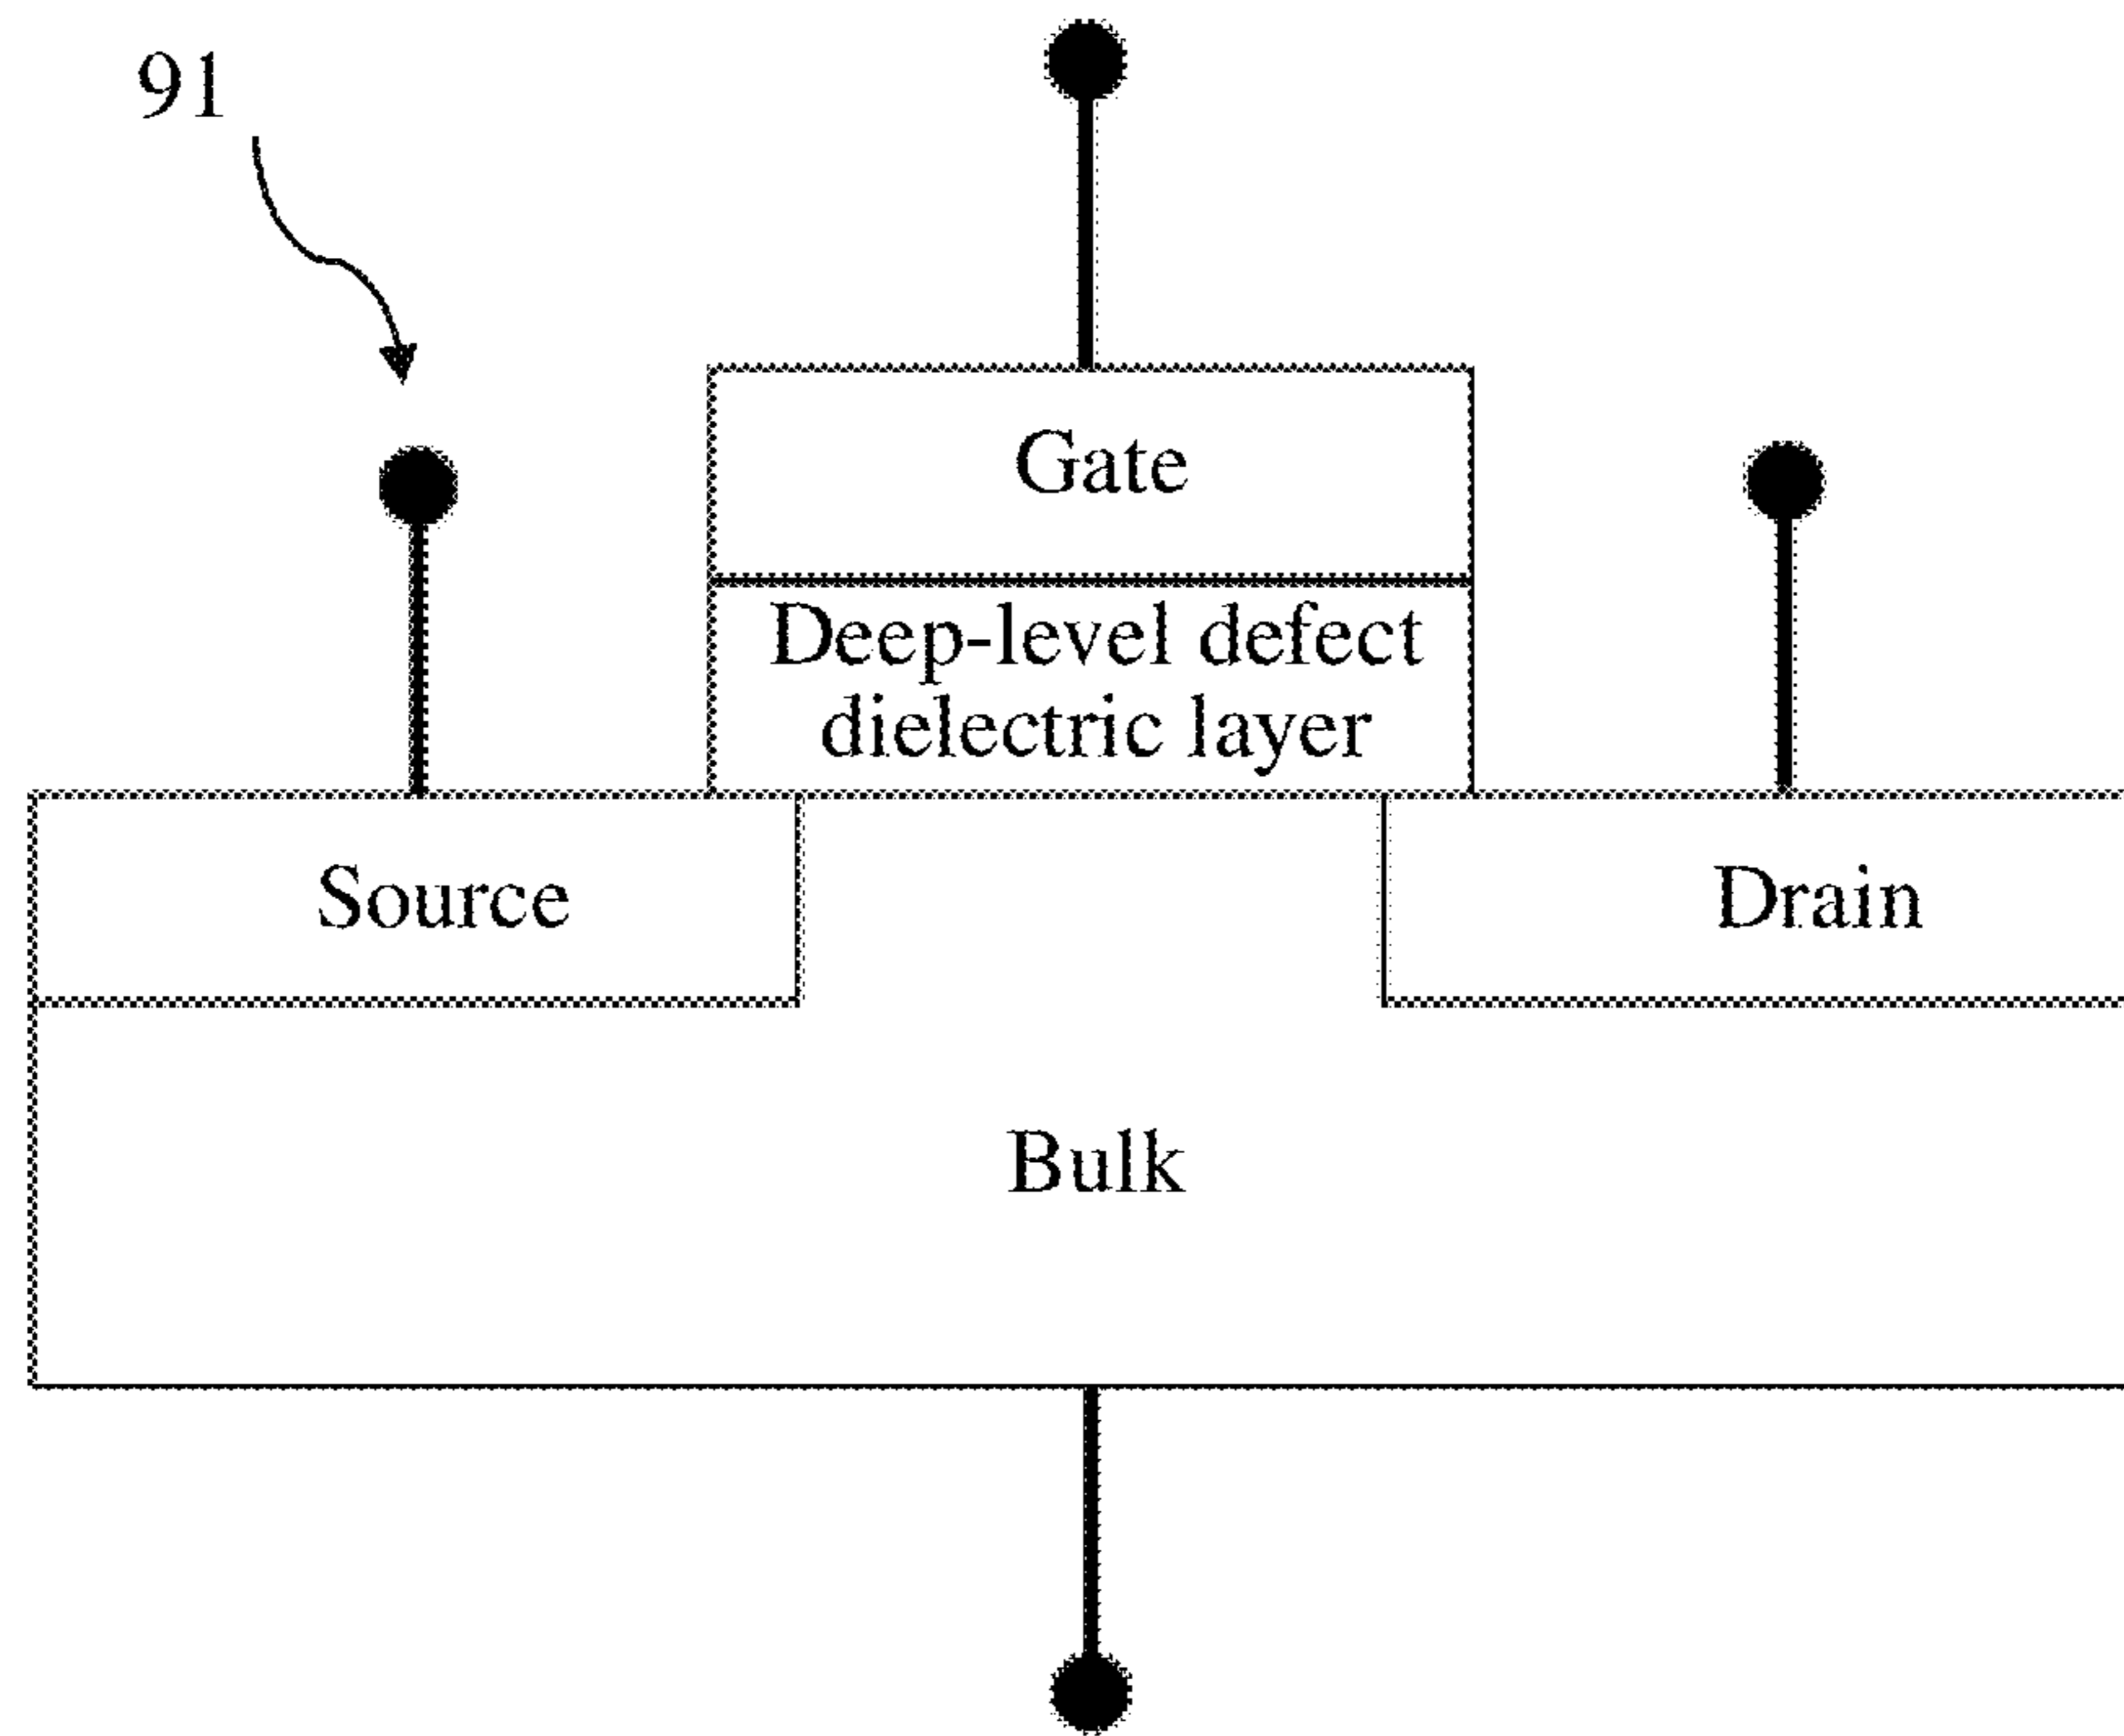 91
Gate
Deep-level defect
dielectric layer
Source
Drain
Bulk